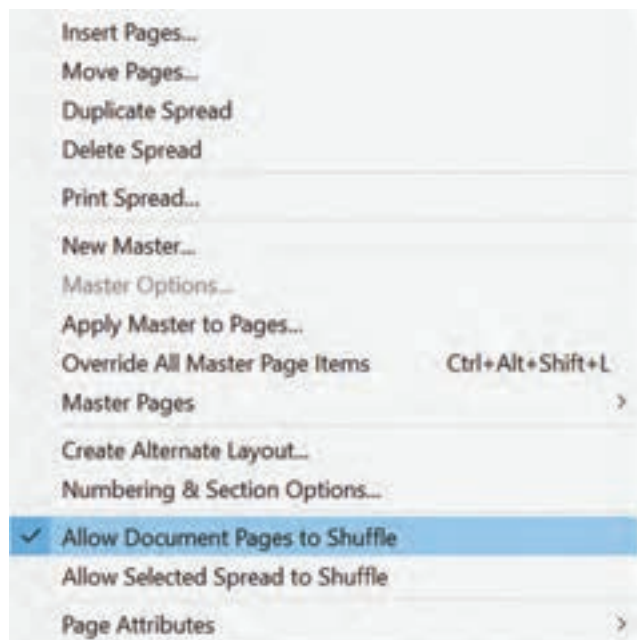 Insert Pages...
Move Pages...
Duplicate Spread
Delete Spread
Print Spread...
New Master...
Master Options...
Apply Master to Pages...
Override All Master Page Items Ctrl+Alt+Shift+L
Master Pages
Create Alternate Layout...
Numbering & Section Options...
Allow Document Pages to Shuffle
Allow Selected Spread to Shuffle
Page Attributes